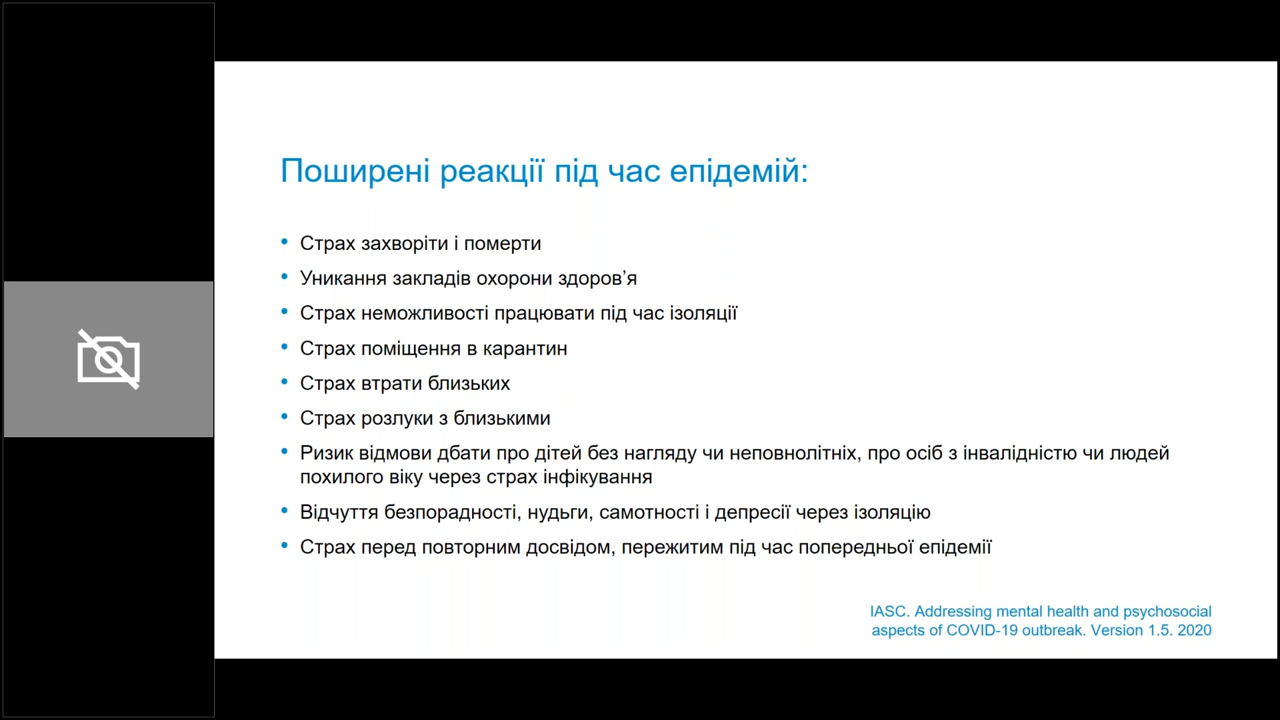 Поширені реакції під час епідемій:
• Страх захворіти і померти
• Уникання закладів охорони здоров’я
• Страх неможливості працювати під час ізоляції
• Страх поміщення в карантин
• Страх втрати близьких
• Страх розлуки з близькими
• Ризик відмови дбати про дітей без нагляду чи неповнолітніх, про осіб з інвалідністю чи людей
похилого віку через страх інфікування
• Відчуття безпорадності, нудьги, самотності і депресії через ізоляцію
• Страх перед повторним досвідом, пережитим під час попередньої епідемії
IASC. Addressing mental health and psychosocial
aspects of COVID-19 outbreak. Version 1.5. 2020